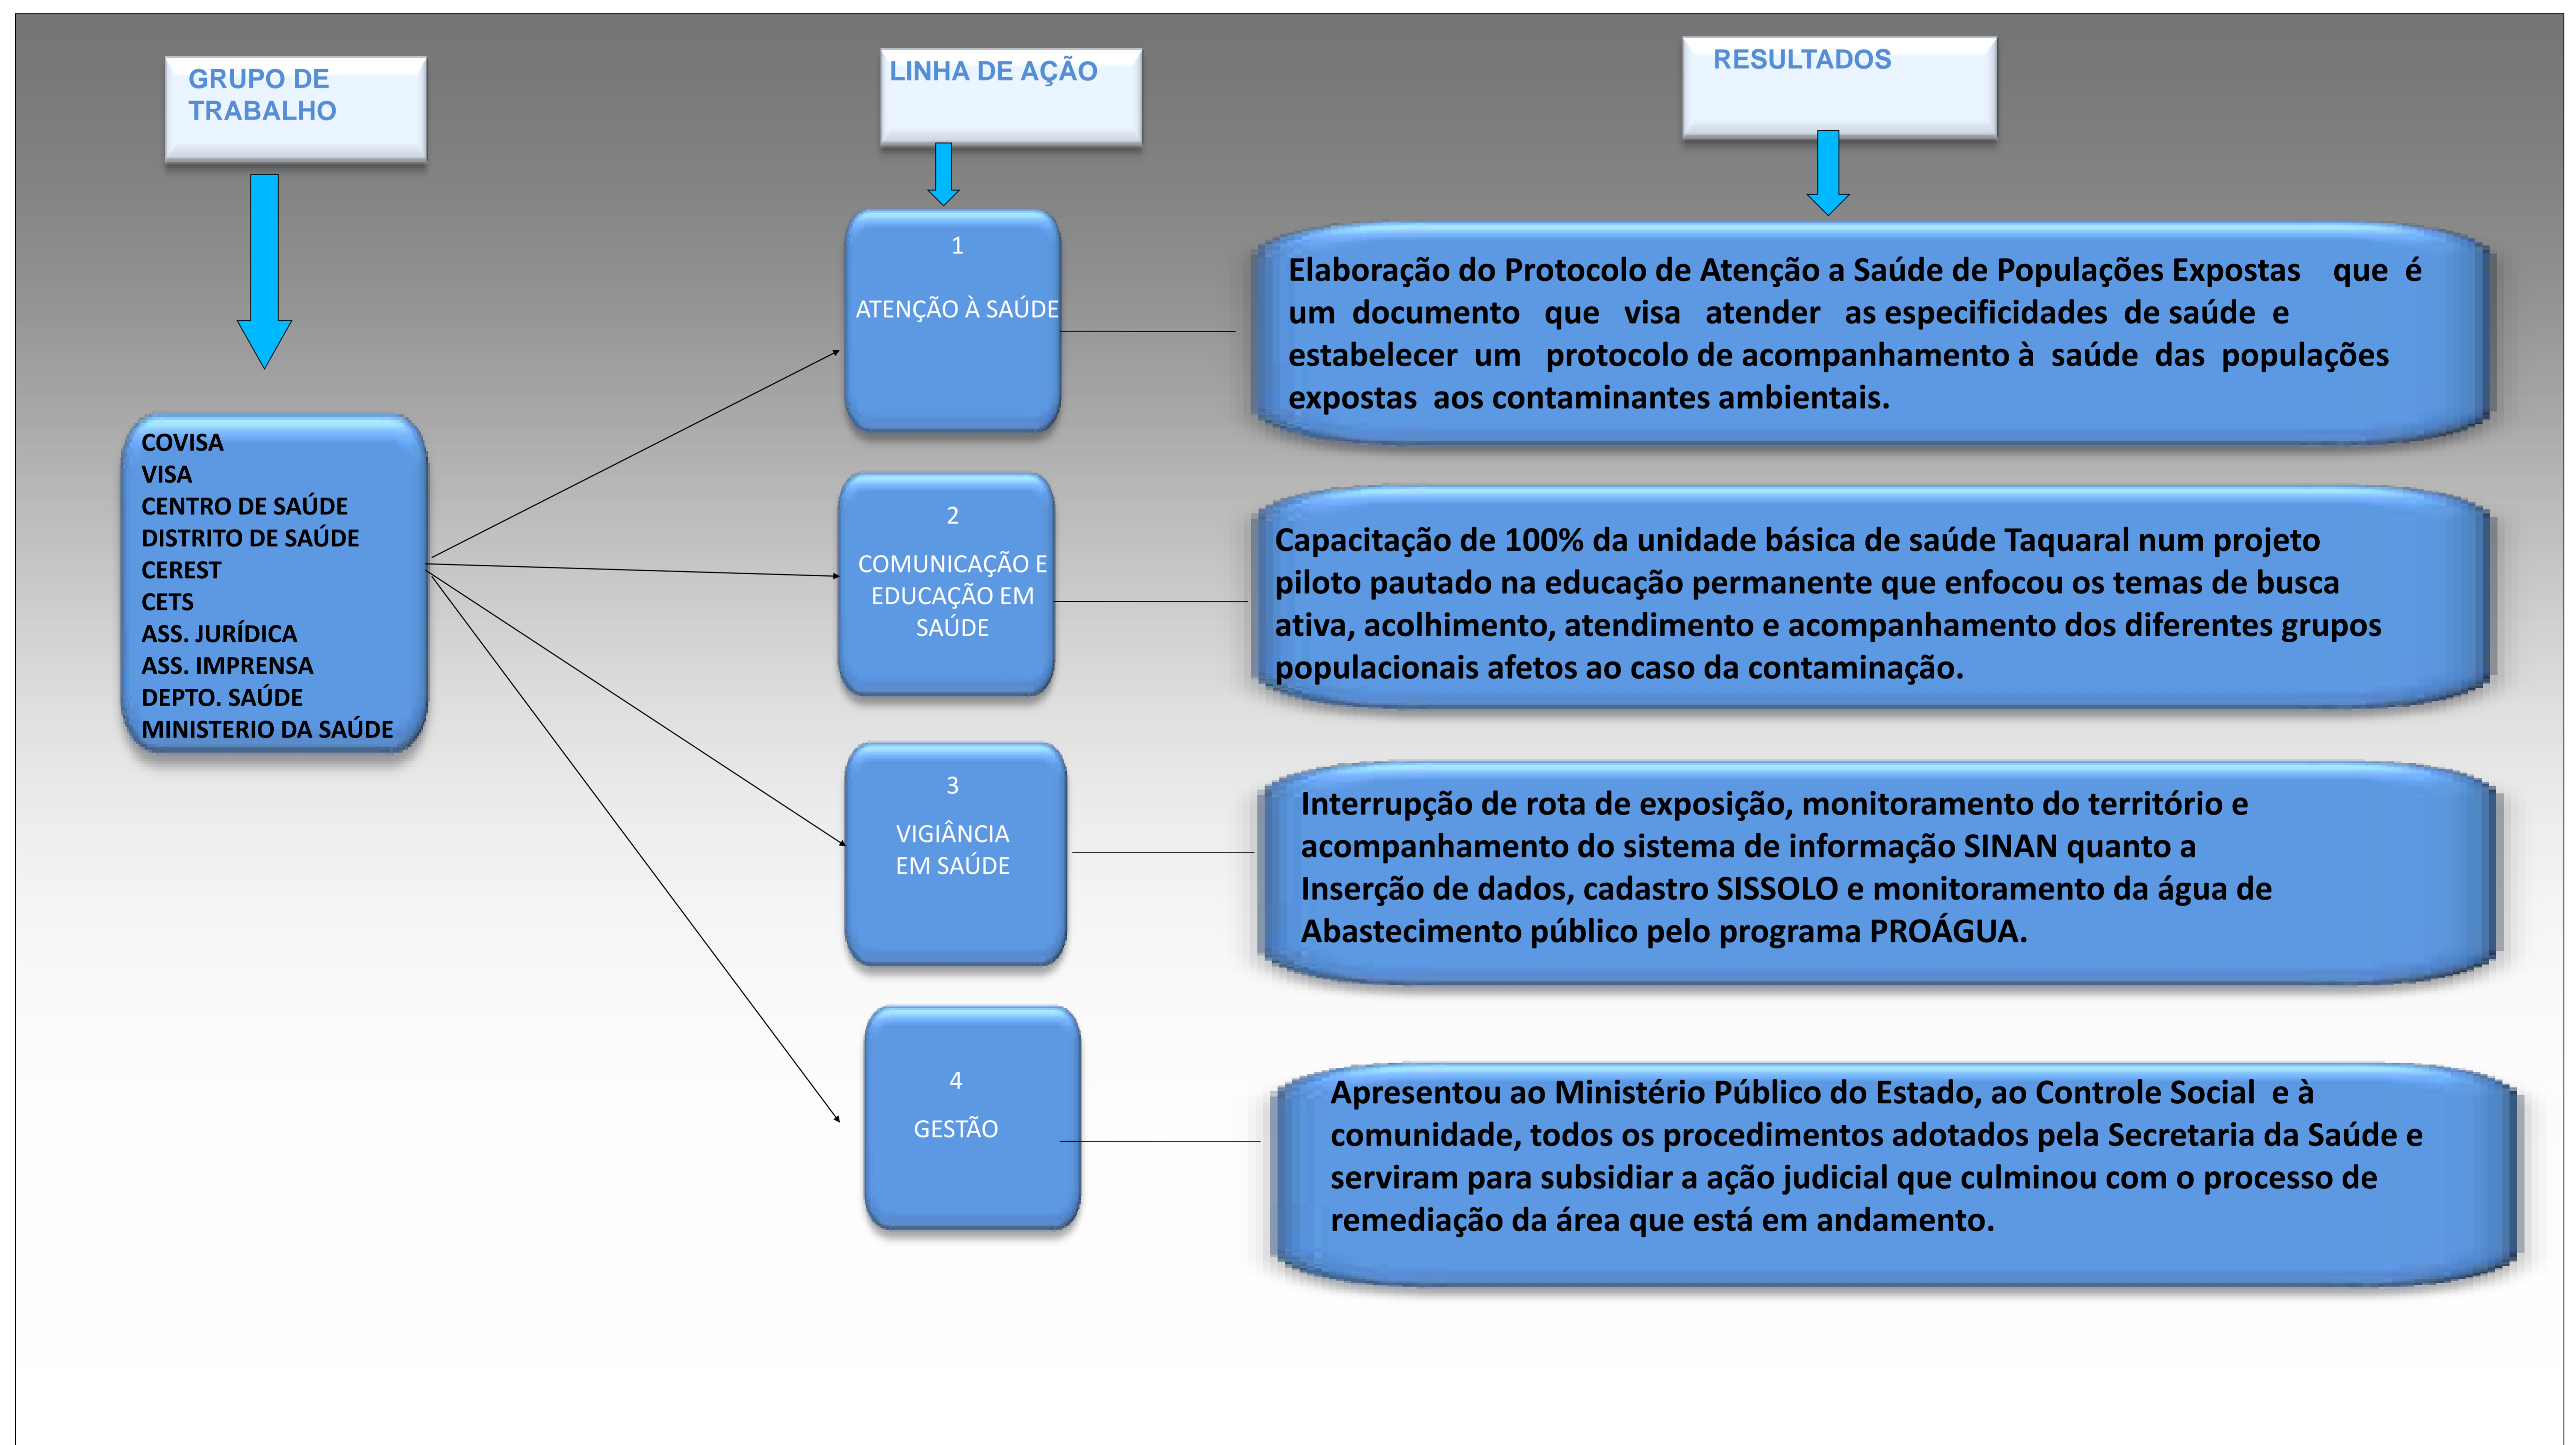 GRUPO DE
TRABALHO
LINHA DE AÇÃO
RESULTADOS
COVISA
VISA
CENTRO DE SAÚDE
DISTRITO DE SAÚDE
CEREST
CETS
ASS. JURÍDICA
ASS. IMPRENSA
DEPTO. SAÚDE
MINISTERIO DA SAÚDE
1
ATENÇÃO À SAÚDE
Elaboração do Protocolo de Atenção a Saúde de Populações Expostas que é
um documento que visa atender as especificidades de saúde e
estabelecer um protocolo de acompanhamento à saúde das populações
expostas aos contaminantes ambientais.
2
COMUNICAÇÃO E
EDUCAÇÃO EM
SAÚDE
Capacitação de 100% da unidade básica de saúde Taquaral num projeto
piloto pautado na educação permanente que enfocou os temas de busca
ativa, acolhimento, atendimento e acompanhamento dos diferentes grupos
populacionais afetos ao caso da contaminação.
3
VIGIÂNCIA
EM SAÚDE
Interrupção de rota de exposição, monitoramento do território e
acompanhamento do sistema de informação SINAN quanto a
Inserção de dados, cadastro SISSOLO e monitoramento da água de
Abastecimento público pelo programa PROÁGUA.
4
GESTÃO
Apresentou ao Ministério Público do Estado, ao Controle Social e à
comunidade, todos os procedimentos adotados pela Secretaria da Saúde e
serviram para subsidiar a ação judicial que culminou com o processo de
remediação da área que está em andamento.